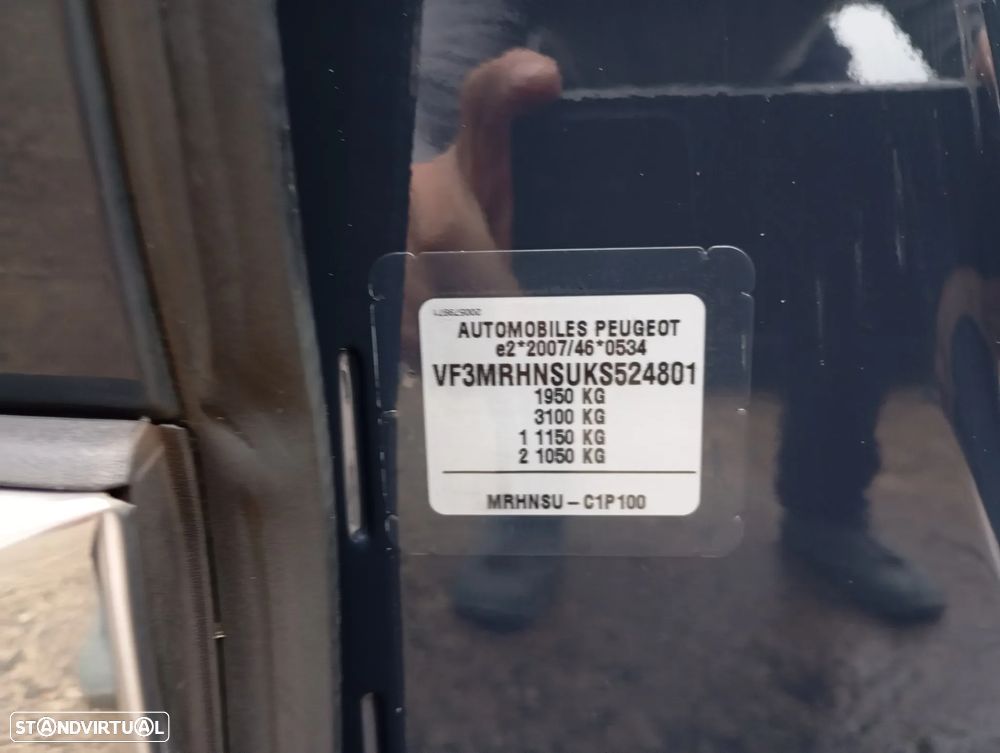 200579571
AUTOMOBILES PEUGEOT
e2*2007/46*0534
VF3MRHNSUKS524801
1950 KG
3100 KG
1 1150 KG
2 1050 KG
MRHNSU - C1P100
STANDVIRTUAL